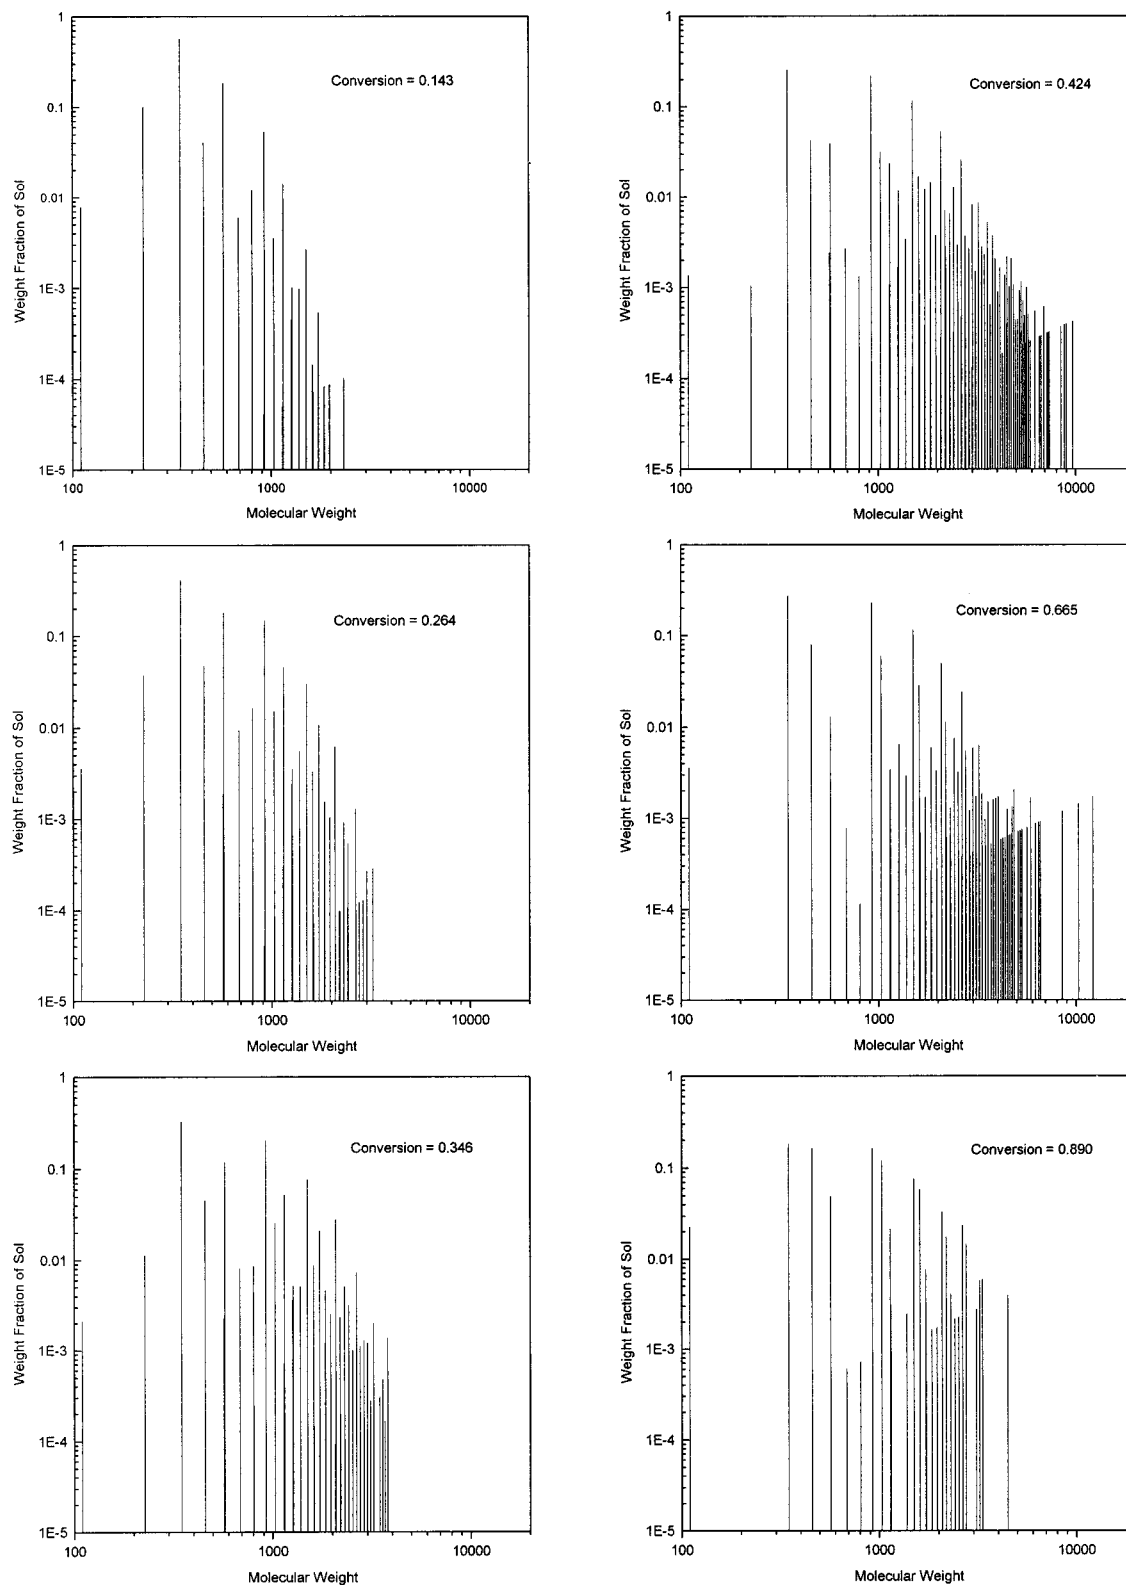 1
0.1
0.01
1E-3
1E-4
1E-5
Weight Fraction of Sol
Conversion = 0.143
100
1000
10000
Molecular Weight
1
0.1
0.01
1E-3
1E-4
1E-5
Weight Fraction of Sol
Conversion = 0.424
100
1000
10000
Molecular Weight
1
0.1
0.01
1E-3
1E-4
1E-5
Weight Fraction of Sol
Conversion = 0.264
100
1000
10000
Molecular Weight
1
0.1
0.01
1E-3
1E-4
1E-5
Weight Fraction of Sol
Conversion = 0.665
100
1000
10000
Molecular Weight
1
0.1
0.01
1E-3
1E-4
1E-5
Weight Fraction of Sol
Conversion = 0.346
100
1000
10000
Molecular Weight
1
0.1
0.01
1E-3
1E-4
1E-5
Weight Fraction of Sol
Conversion = 0.890
100
1000
10000
Molecular Weight